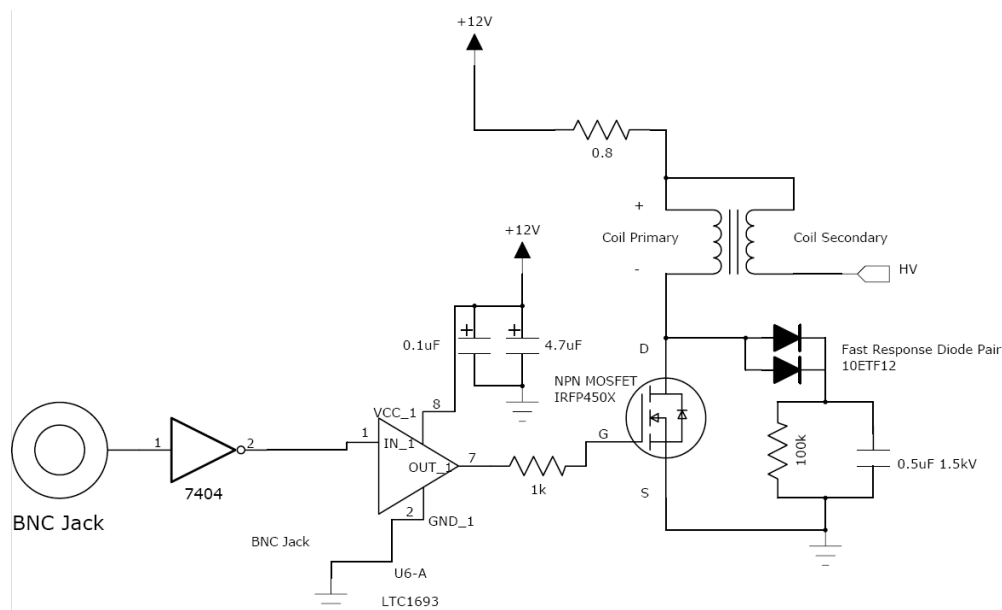 +12V
0.8
+
Coil Primary
Coil Secondary
-
HV
+12V
+
+
0.1uF
4.7uF
D
Fast Response Diode Pair
10ETF12
NPN MOSFET
IRFP450X
VCC_1
8
1
2
1
IN_1
OUT_1
7
G
7404
1k
100k
0.5uF 1.5kV
2
GND_1
S
BNC Jack
BNC Jack
U6-A
LTC1693